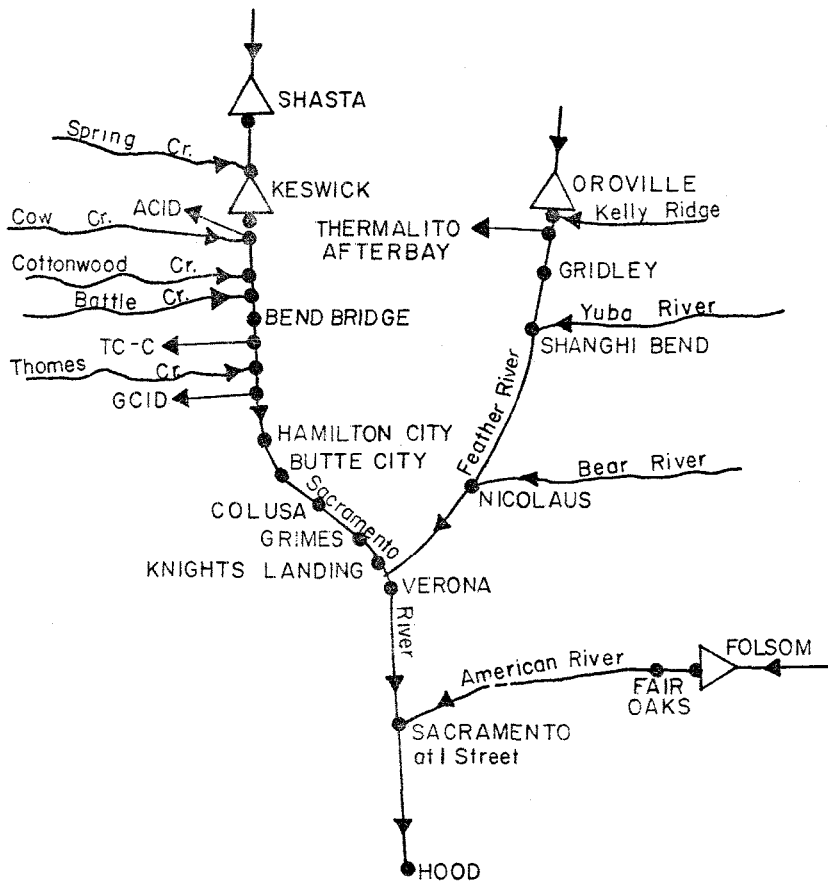 SHASTA
Spring Cr.
KESWICK
OROVILLE
Kelly Ridge
ACID
Cow Cr.
THERMALITO
AFTERBAY
Cottonwood Cr.
GRIDLEY
Battle Cr.
BEND BRIDGE
Yuba River
SHANGHI BEND
TC-C
Thomes Cr.
GCID
Feather River
HAMILTON CITY
BUTTE CITY
Bear River
NICOLAUS
Sacramento
COLUSA
GRIMES
KNIGHTS LANDING
VERONA
River
American River
FOLSOM
FAIR
OAKS
SACRAMENTO
at I Street
HOOD